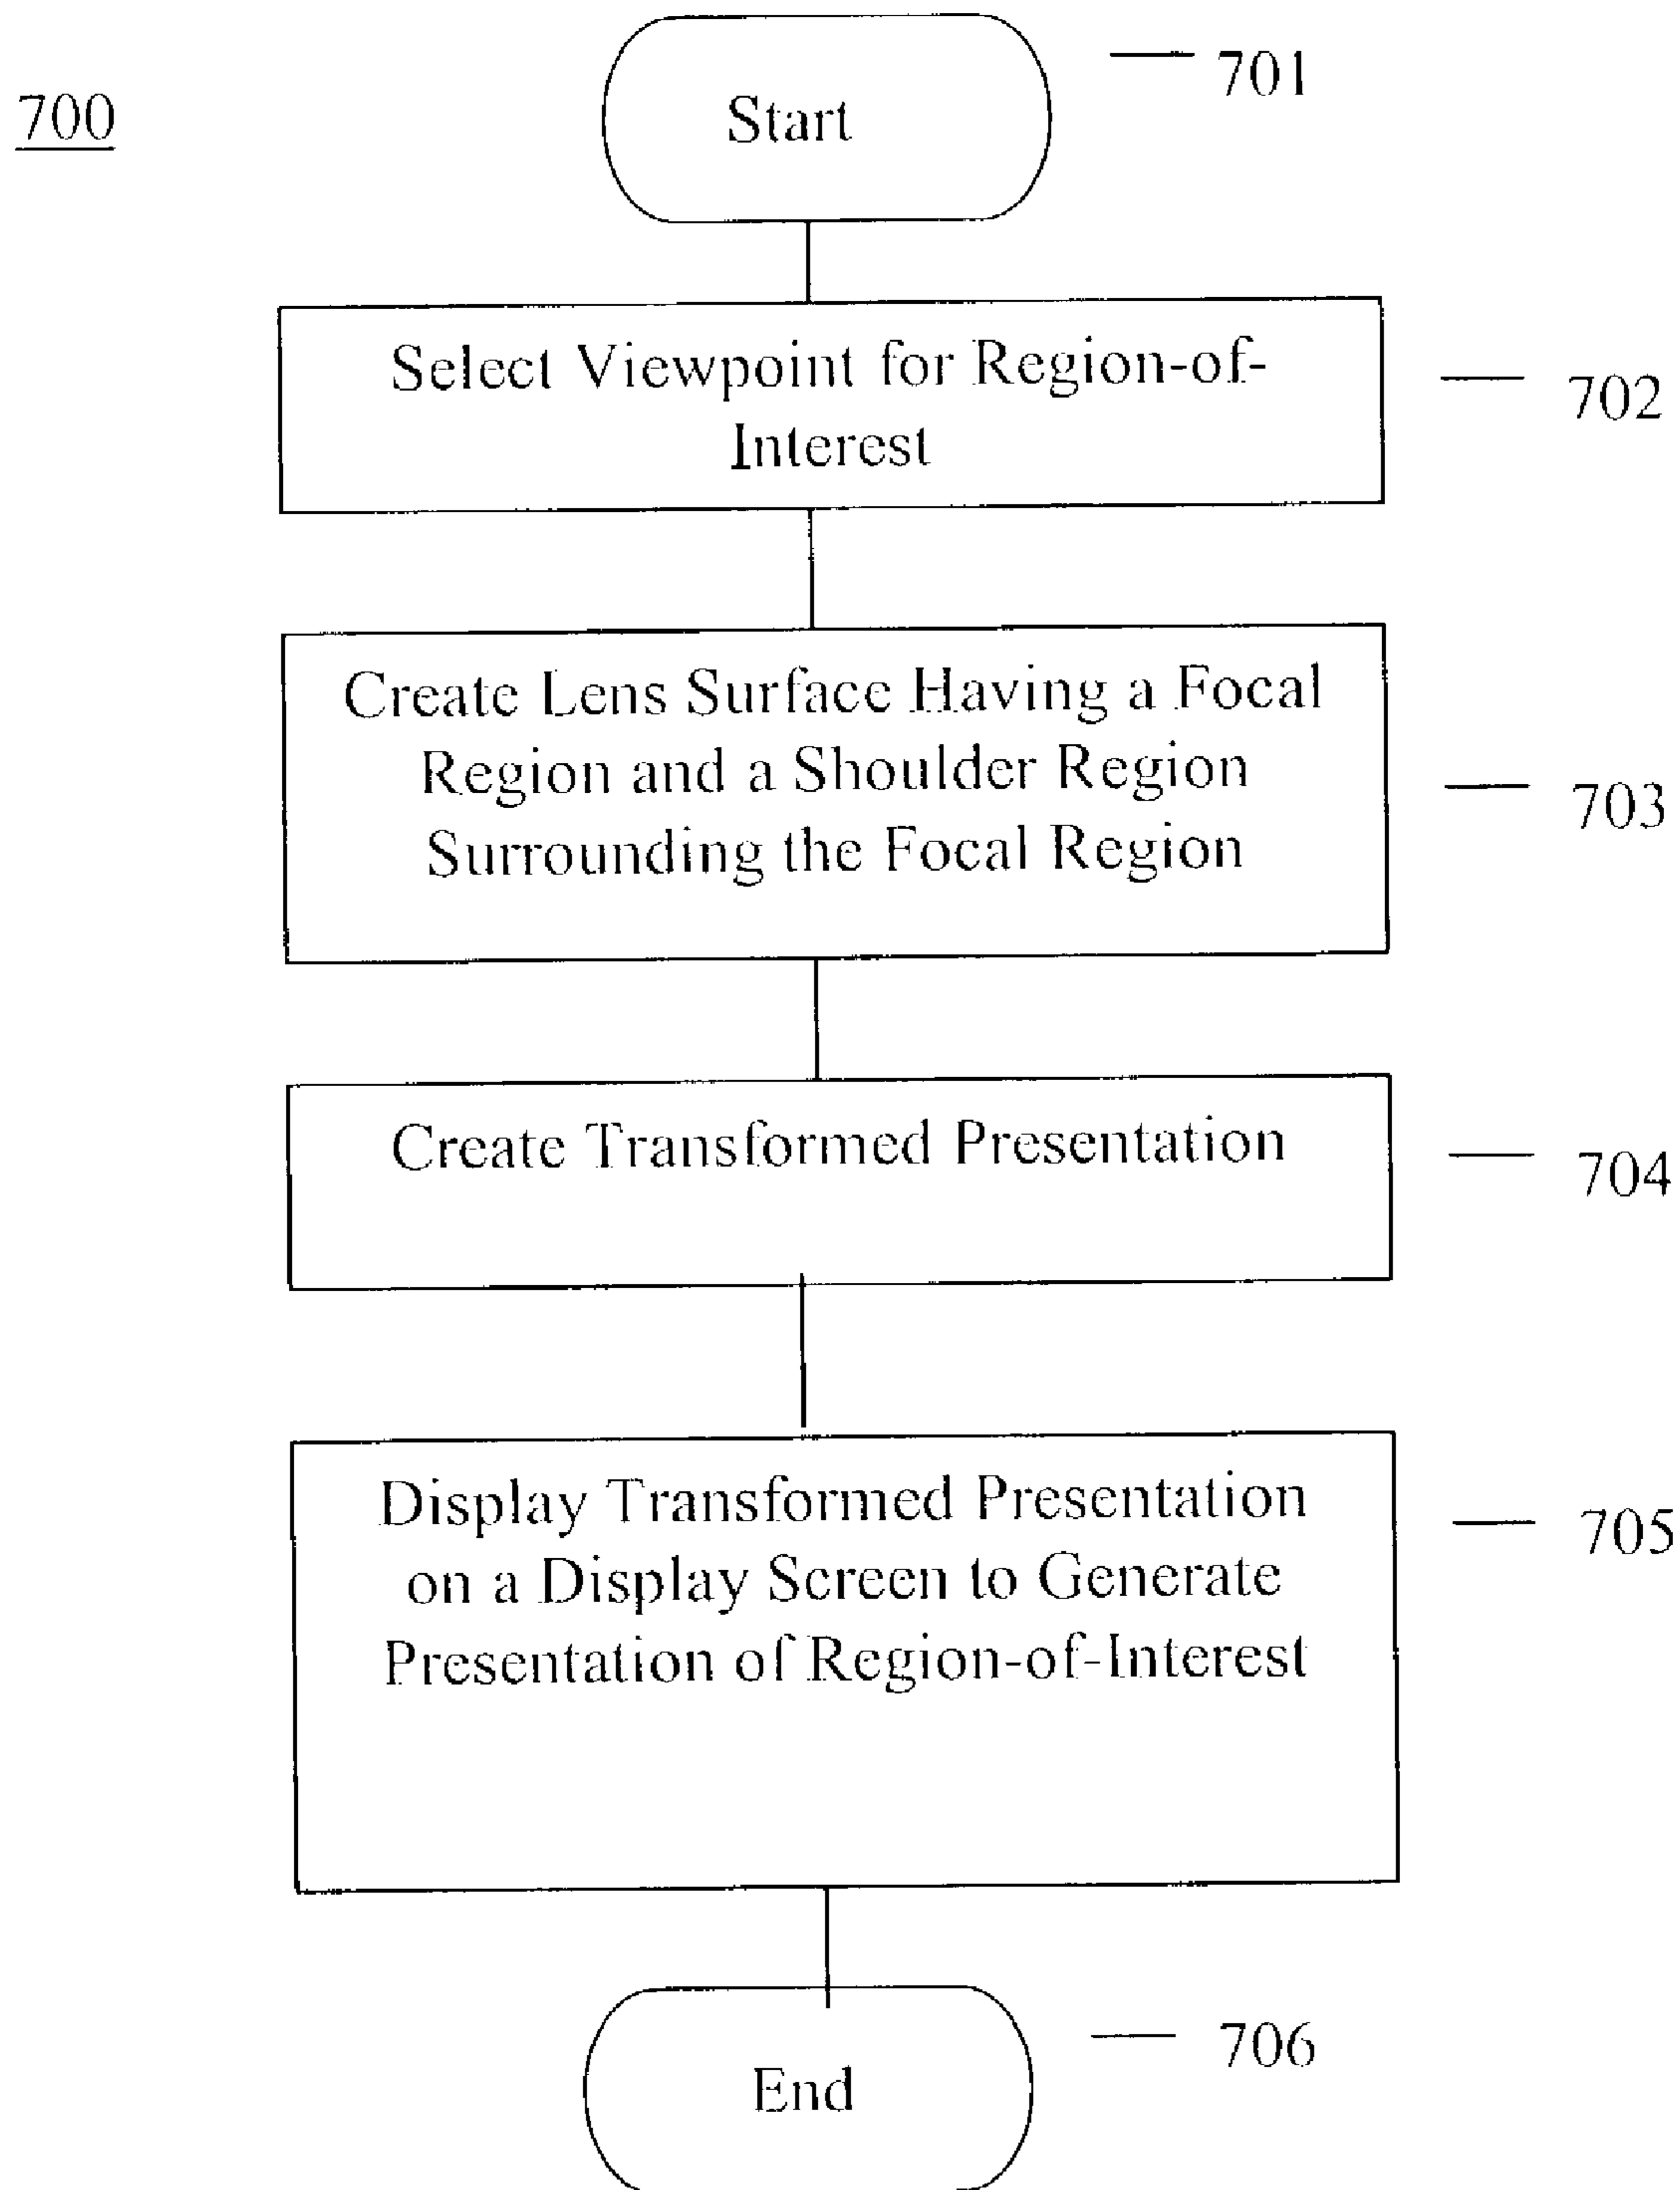 700
Start
701
Select Viewpoint for Region-of-
Interest
702
Create Lens Surface Having a Focal
Region and a Shoulder Region
Surrounding the Focal Region
703
Create Transformed Presentation
704
Display Transformed Presentation
on a Display Screen to Generate
Presentation of Region-of-Interest
705
End
706